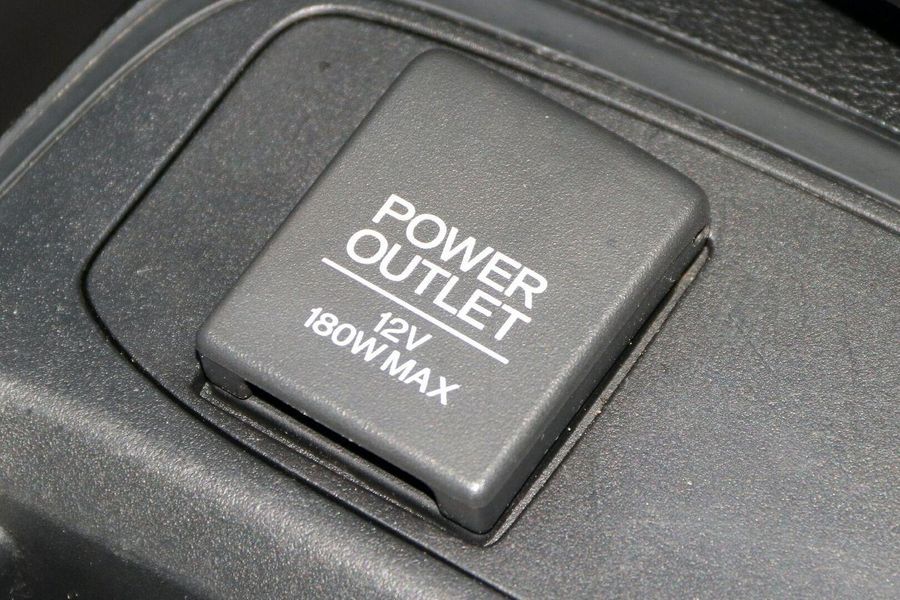 POWER
OUTLET
12V
180W MAX